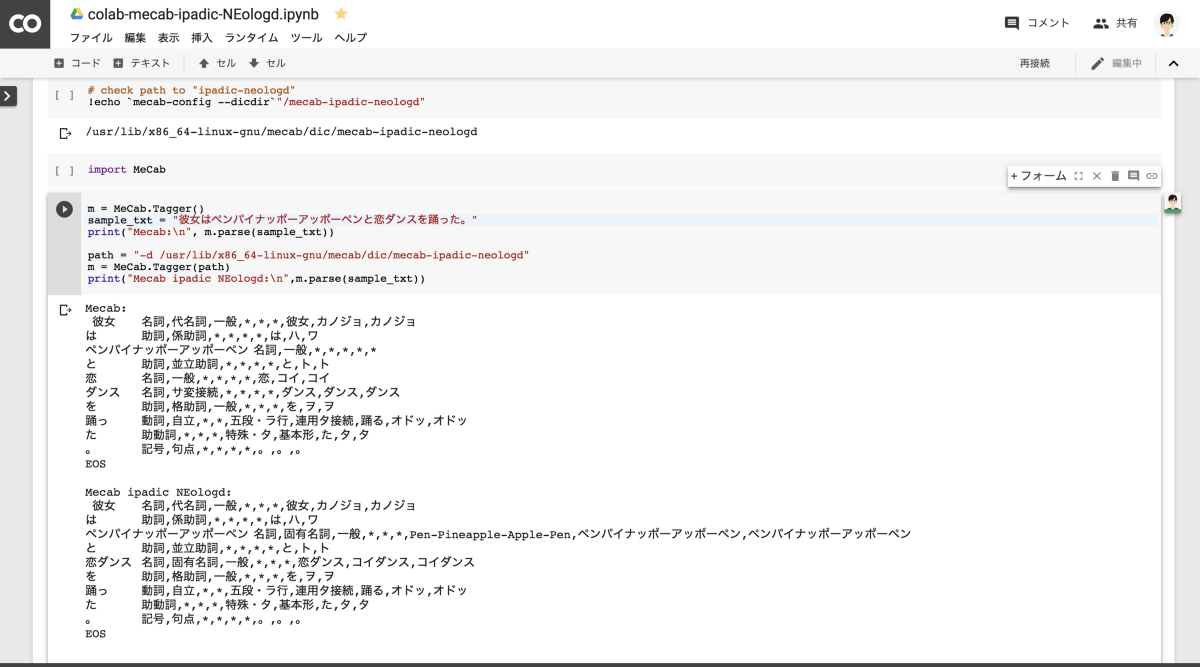 CO
colab-mecab-ipadic-NEologd.ipynb
コメント
共有
ファイル 編集 表示 挿入 ランタイム ツール ヘルプ
コード テキスト セル セル
再接続 編集中
[ ] # check path to "ipadic-neologd"
!echo `mecab-config --dicdir`"/mecab-ipadic-neologd"
/usr/lib/x86_64-linux-gnu/mecab/dic/mecab-ipadic-neologd
[ ] import MeCab
+ フォーム
m = MeCab.Tagger()
sample_txt = "彼女はペンパイナッポーアッポーペンと恋ダンスを踊った。"
print("Mecab:\n", m.parse(sample_txt))
path = "-d /usr/lib/x86_64-linux-gnu/mecab/dic/mecab-ipadic-neologd"
m = MeCab.Tagger(path)
print("Mecab ipadic NEologd:\n",m.parse(sample_txt))
Mecab:
彼女 名詞,代名詞,一般,*,*,*,彼女,カノジョ,カノジョ
は 助詞,係助詞,*,*,*,*,は,ハ,ワ
ペンパイナッポーアッポーペン 名詞,一般,*,*,*,*,*
と 助詞,並立助詞,*,*,*,*,と,ト,ト
恋 名詞,一般,*,*,*,*,恋,コイ,コイ
ダンス 名詞,サ変接続,*,*,*,*,ダンス,ダンス,ダンス
を 助詞,格助詞,一般,*,*,*,を,ヲ,ヲ
踊っ 動詞,自立,*,*,五段・ラ行,連用タ接続,踊る,オドッ,オドッ
た 助動詞,*,*,*,特殊・タ,基本形,た,タ,タ
。 記号,句点,*,*,*,*,。,。,。
EOS
Mecab ipadic NEologd:
彼女 名詞,代名詞,一般,*,*,*,彼女,カノジョ,カノジョ
は 助詞,係助詞,*,*,*,*,は,ハ,ワ
ペンパイナッポーアッポーペン 名詞,固有名詞,一般,*,*,*,Pen-Pineapple-Apple-Pen,ペンパイナッポーアッポーペン,ペンパイナッポーアッポーペン
と 助詞,並立助詞,*,*,*,*,と,ト,ト
恋ダンス 名詞,固有名詞,一般,*,*,*,恋ダンス,コイダンス,コイダンス
を 助詞,格助詞,一般,*,*,*,を,ヲ,ヲ
踊っ 動詞,自立,*,*,五段・ラ行,連用タ接続,踊る,オドッ,オドッ
た 助動詞,*,*,*,特殊・タ,基本形,た,タ,タ
。 記号,句点,*,*,*,*,。,。,。
EOS